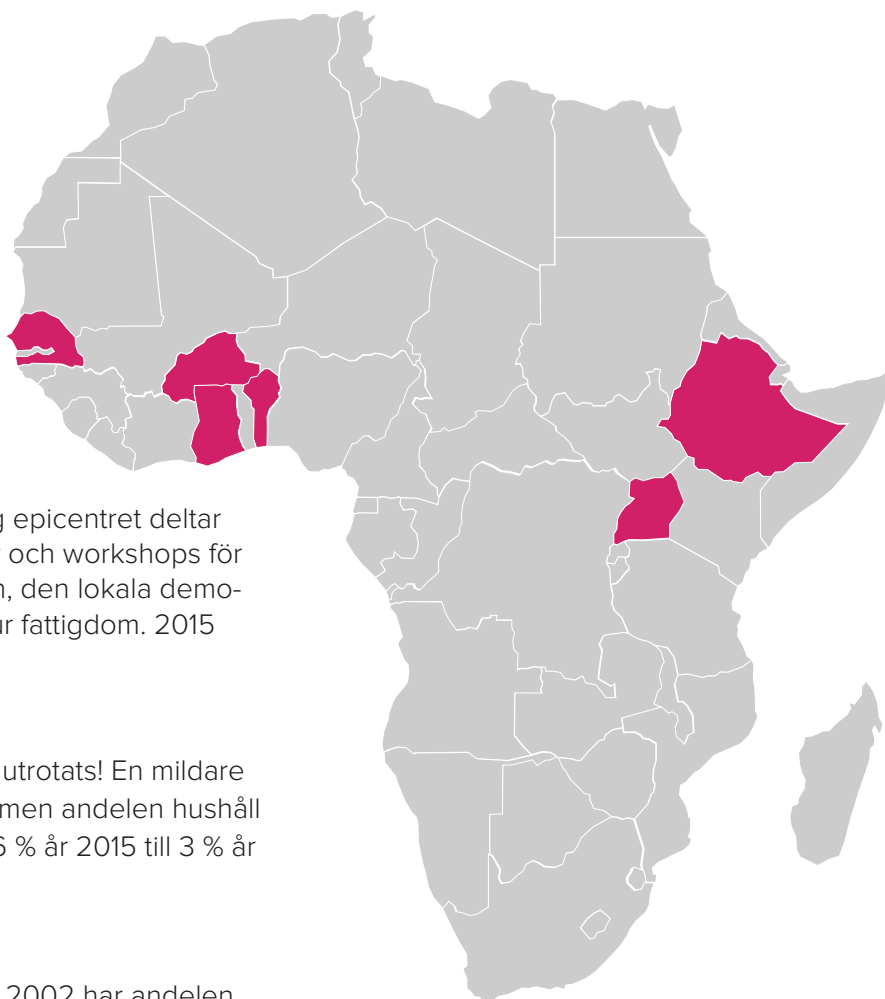 epicentret deltar
och workshops för
, den lokala demo-
ur fattigdom. 2015
utrotats! En mildare
men andelen hushåll
% år 2015 till 3 % år
2002 har andelen